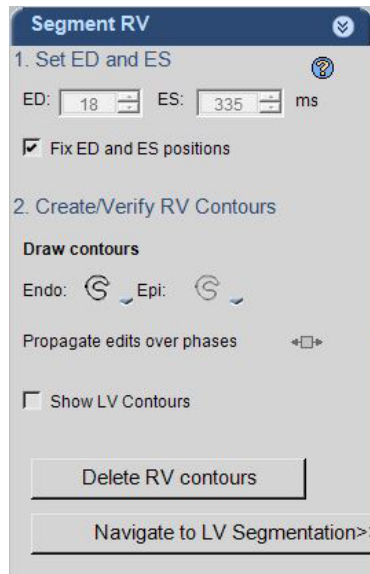 Segment RV
1. Set ED and ES
ED: 18 ES: 335 ms
Fix ED and ES positions
2. Create/Verify RV Contours
Draw contours
Endo: Epi:
Propagate edits over phases
Show LV Contours
Delete RV contours
Navigate to LV Segmentation>>